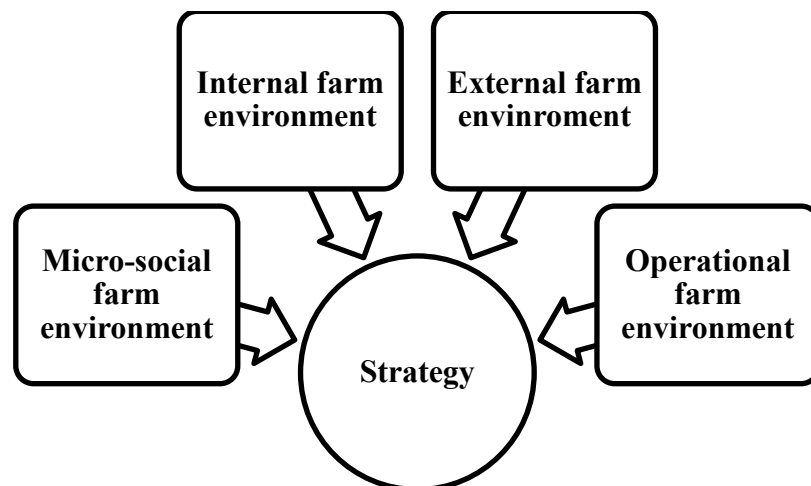 Internal farm
environment
External farm
envinroment
Micro-social
farm
environment
Operational
farm
environment
Strategy